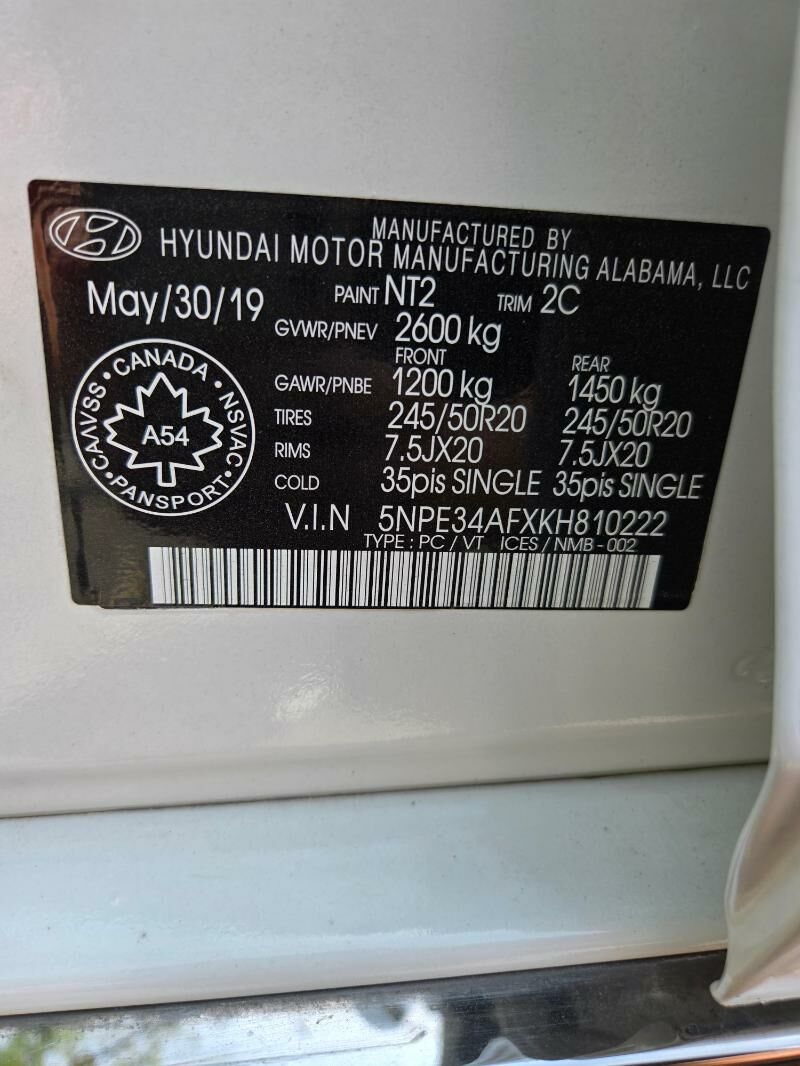 MANUFACTURED BY
HYUNDAI MOTOR MANUFACTURING ALABAMA, LLC
May/30/19 PAINT NT2 TRIM 2C
GVWR/PNEV 2600 kg
FRONT REAR
GAWR/PNBE 1200 kg 1450 kg
TIRES 245/50R20 245/50R20
RIMS 7.5JX20 7.5JX20
COLD 35pis SINGLE 35pis SINGLE
V.I.N 5NPE34AFXKH810222
TYPE : PC / VT ICES / NMB - 002
CANADA · NSVAC · PANSPORT · CAAVSS ·
A54